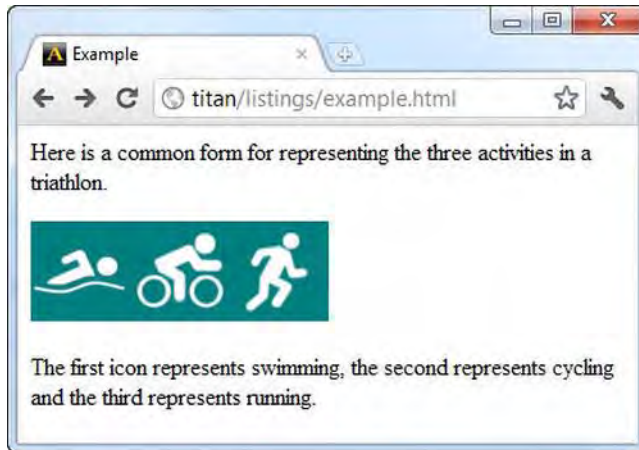 Example
titan/listings/example.html
Here is a common form for representing the three activities in a
triathlon.
The first icon represents swimming, the second represents cycling
and the third represents running.